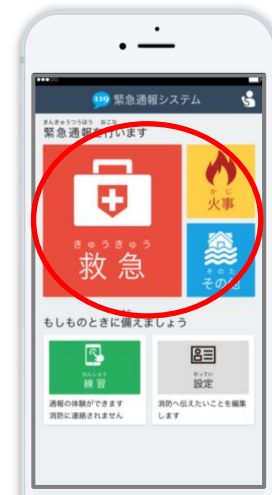 119 緊急通報システム
きんきゅうつうほう おこな
緊急通報を行います
きゅうきゅう
救急
かじ
火事
そのた
その他
もしものときに備えましょう
れんしゅう
練習
通報の体験ができます
消防に連絡されません
せってい
設定
消防へ伝えたいことを編集
します